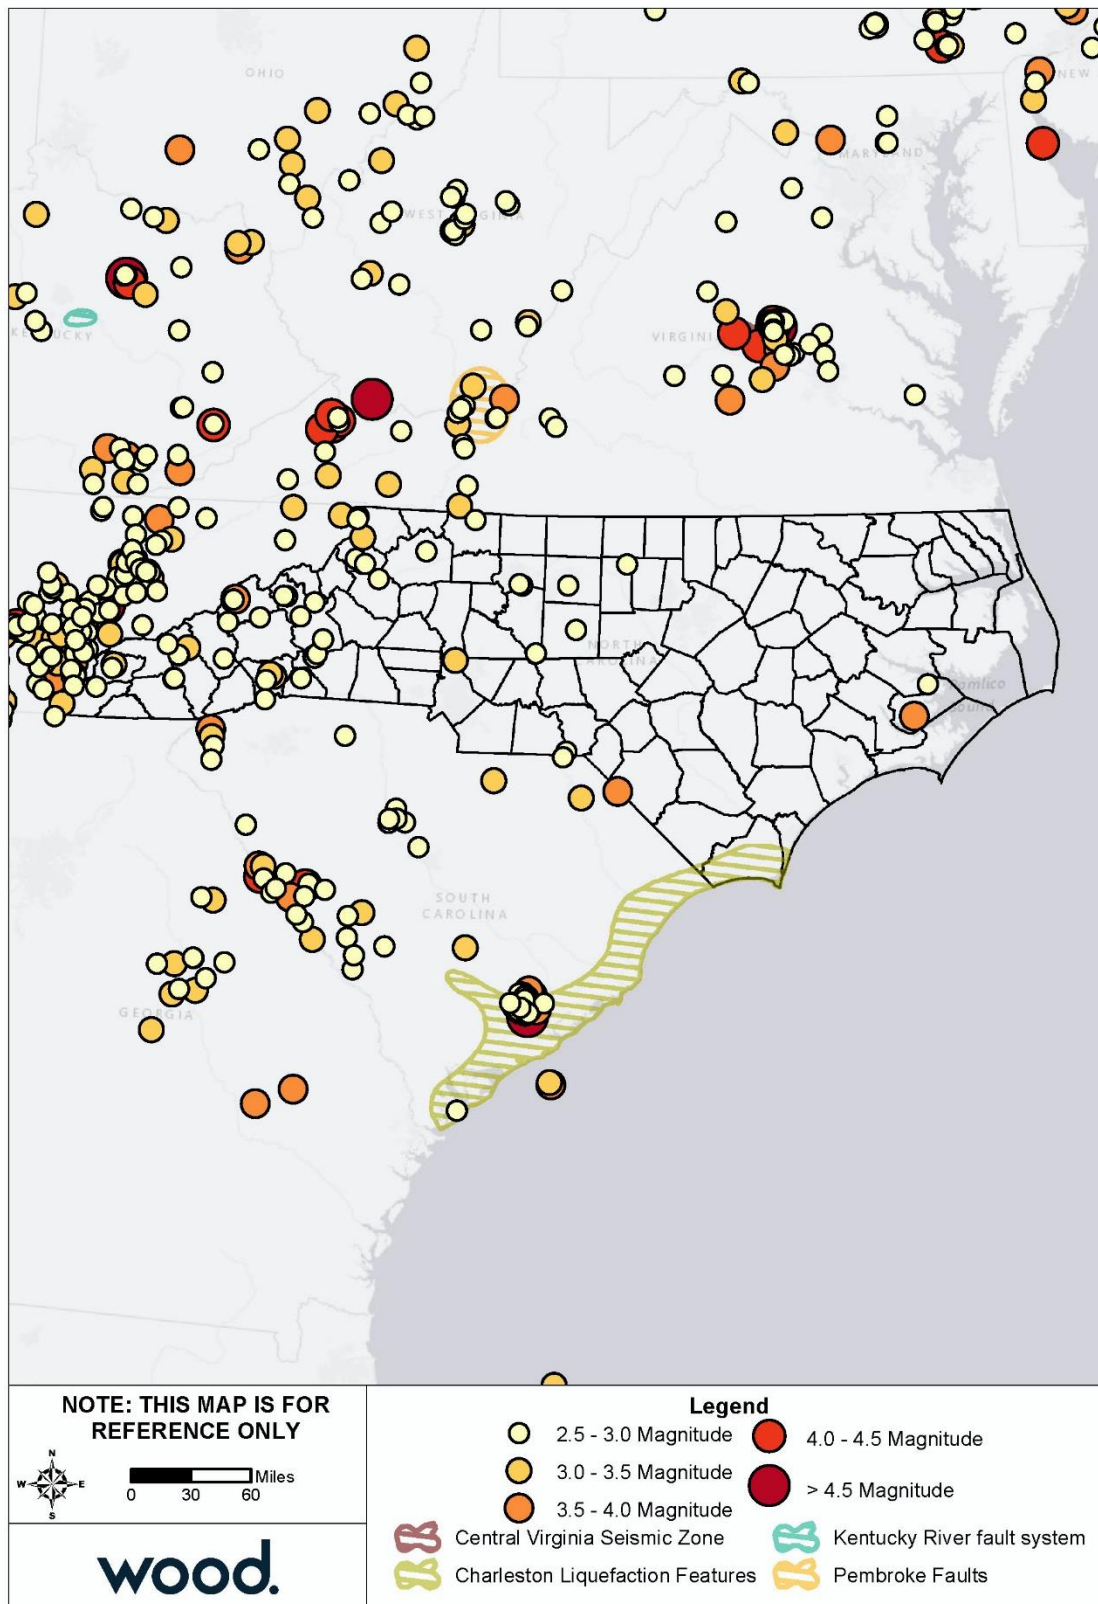 OHIO
NEW
MARYLAND
WEST VIRGINIA
KENTUCKY
VIRGINI
NORTH
CAROLINA
Pamlico
Sound
SOUTH
CAROLINA
GEORGIA
NOTE: THIS MAP IS FOR
REFERENCE ONLY
N
W
E
S
Miles
0 30 60
wood.
Legend
2.5 - 3.0 Magnitude
3.0 - 3.5 Magnitude
3.5 - 4.0 Magnitude
4.0 - 4.5 Magnitude
> 4.5 Magnitude
Central Virginia Seismic Zone
Charleston Liquefaction Features
Kentucky River fault system
Pembroke Faults